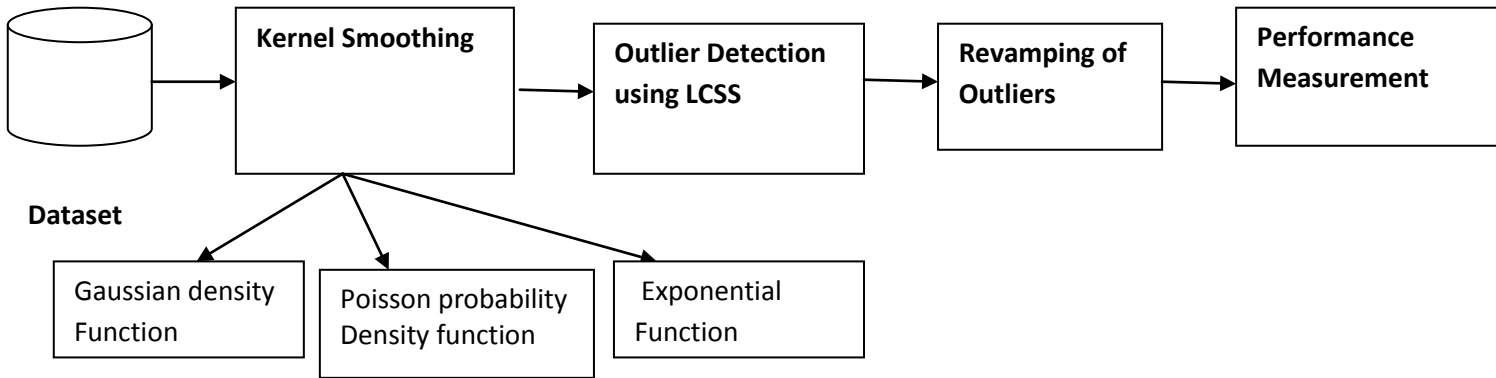 Kernel Smoothing
Outlier Detection
using LCSS
Revamping of
Outliers
Performance
Measurement
Dataset
Gaussian density
Function
Poisson probability
Density function
Exponential
Function